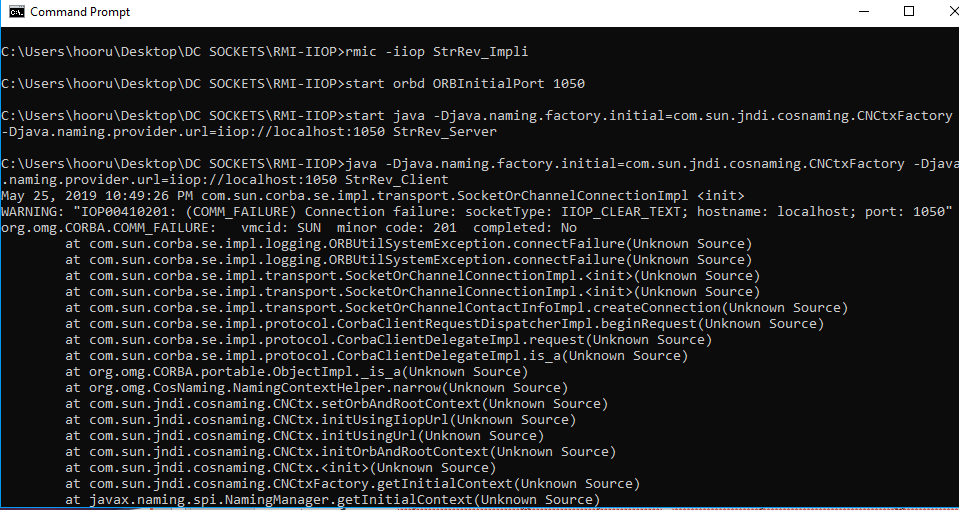 Command Prompt
C:\Users\hooru\Desktop\DC SOCKETS\RMI-IIOP>rmic -iiop StrRev_Impli
C:\Users\hooru\Desktop\DC SOCKETS\RMI-IIOP>start orbd ORBInitialPort 1050
C:\Users\hooru\Desktop\DC SOCKETS\RMI-IIOP>start java -Djava.naming.factory.initial=com.sun.jndi.cosnaming.CNCtxFactory
-Djava.naming.provider.url=iiop://localhost:1050 StrRev_Server
C:\Users\hooru\Desktop\DC SOCKETS\RMI-IIOP>java -Djava.naming.factory.initial=com.sun.jndi.cosnaming.CNCtxFactory -Djava
.naming.provider.url=iiop://localhost:1050 StrRev_Client
May 25, 2019 10:49:26 PM com.sun.corba.se.impl.transport.SocketOrChannelConnectionImpl <init>
WARNING: "IOP00410201: (COMM_FAILURE) Connection failure: socketType: IIOP_CLEAR_TEXT; hostname: localhost; port: 1050"
org.omg.CORBA.COMM_FAILURE:   vmcid: SUN  minor code: 201  completed: No
        at com.sun.corba.se.impl.logging.ORBUtilSystemException.connectFailure(Unknown Source)
        at com.sun.corba.se.impl.logging.ORBUtilSystemException.connectFailure(Unknown Source)
        at com.sun.corba.se.impl.transport.SocketOrChannelConnectionImpl.<init>(Unknown Source)
        at com.sun.corba.se.impl.transport.SocketOrChannelConnectionImpl.<init>(Unknown Source)
        at com.sun.corba.se.impl.transport.SocketOrChannelContactInfoImpl.createConnection(Unknown Source)
        at com.sun.corba.se.impl.protocol.CorbaClientRequestDispatcherImpl.beginRequest(Unknown Source)
        at com.sun.corba.se.impl.protocol.CorbaClientDelegateImpl.request(Unknown Source)
        at com.sun.corba.se.impl.protocol.CorbaClientDelegateImpl.is_a(Unknown Source)
        at org.omg.CORBA.portable.ObjectImpl._is_a(Unknown Source)
        at org.omg.CosNaming.NamingContextHelper.narrow(Unknown Source)
        at com.sun.jndi.cosnaming.CNCtx.setOrbAndRootContext(Unknown Source)
        at com.sun.jndi.cosnaming.CNCtx.initUsingIiopUrl(Unknown Source)
        at com.sun.jndi.cosnaming.CNCtx.initUsingUrl(Unknown Source)
        at com.sun.jndi.cosnaming.CNCtx.initOrbAndRootContext(Unknown Source)
        at com.sun.jndi.cosnaming.CNCtx.<init>(Unknown Source)
        at com.sun.jndi.cosnaming.CNCtxFactory.getInitialContext(Unknown Source)
        at javax.naming.spi.NamingManager.getInitialContext(Unknown Source)